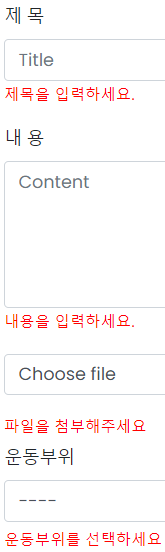 제 목
Title
제목을 입력하세요.
내 용
Content
내용을 입력하세요.
Choose file
파일을 첨부해주세요
운동부위
----
운동부위를 선택하세요